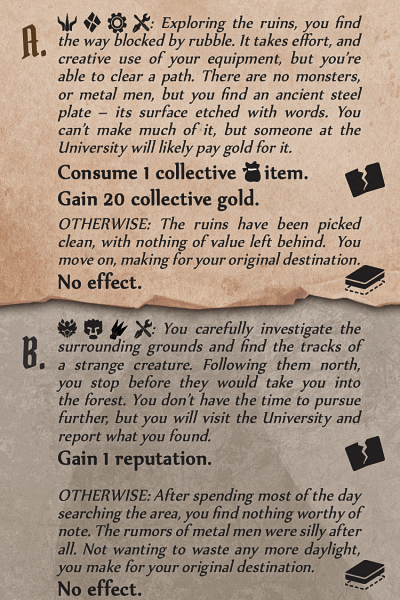 A.
: Exploring the ruins, you find
the way blocked by rubble. It takes effort, and
creative use of your equipment, but you're
able to clear a path. There are no monsters,
or metal men, but you find an ancient steel
plate – its surface etched with words. You
can't make much of it, but someone at the
University will likely pay gold for it.
Consume 1 collective item.
Gain 20 collective gold.
OTHERWISE: The ruins have been picked
clean, with nothing of value left behind. You
move on, making for your original destination.
No effect.
B.
: You carefully investigate the
surrounding grounds and find the tracks of
a strange creature. Following them north,
you stop before they would take you into
the forest. You don't have the time to pursue
further, but you will visit the University and
report what you found.
Gain 1 reputation.
OTHERWISE: After spending most of the day
searching the area, you find nothing worthy of
note. The rumors of metal men were silly after
all. Not wanting to waste any more daylight,
you make for your original destination.
No effect.